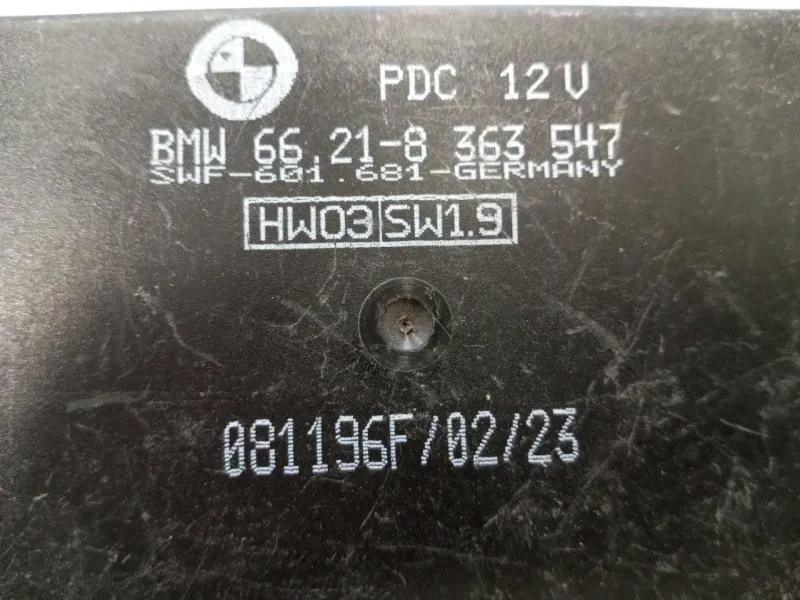 PDC 12V
BMW 66.21-8 363 547
SWF-601.681-GERMANY
HW03 SW1.9
081196F/02/23